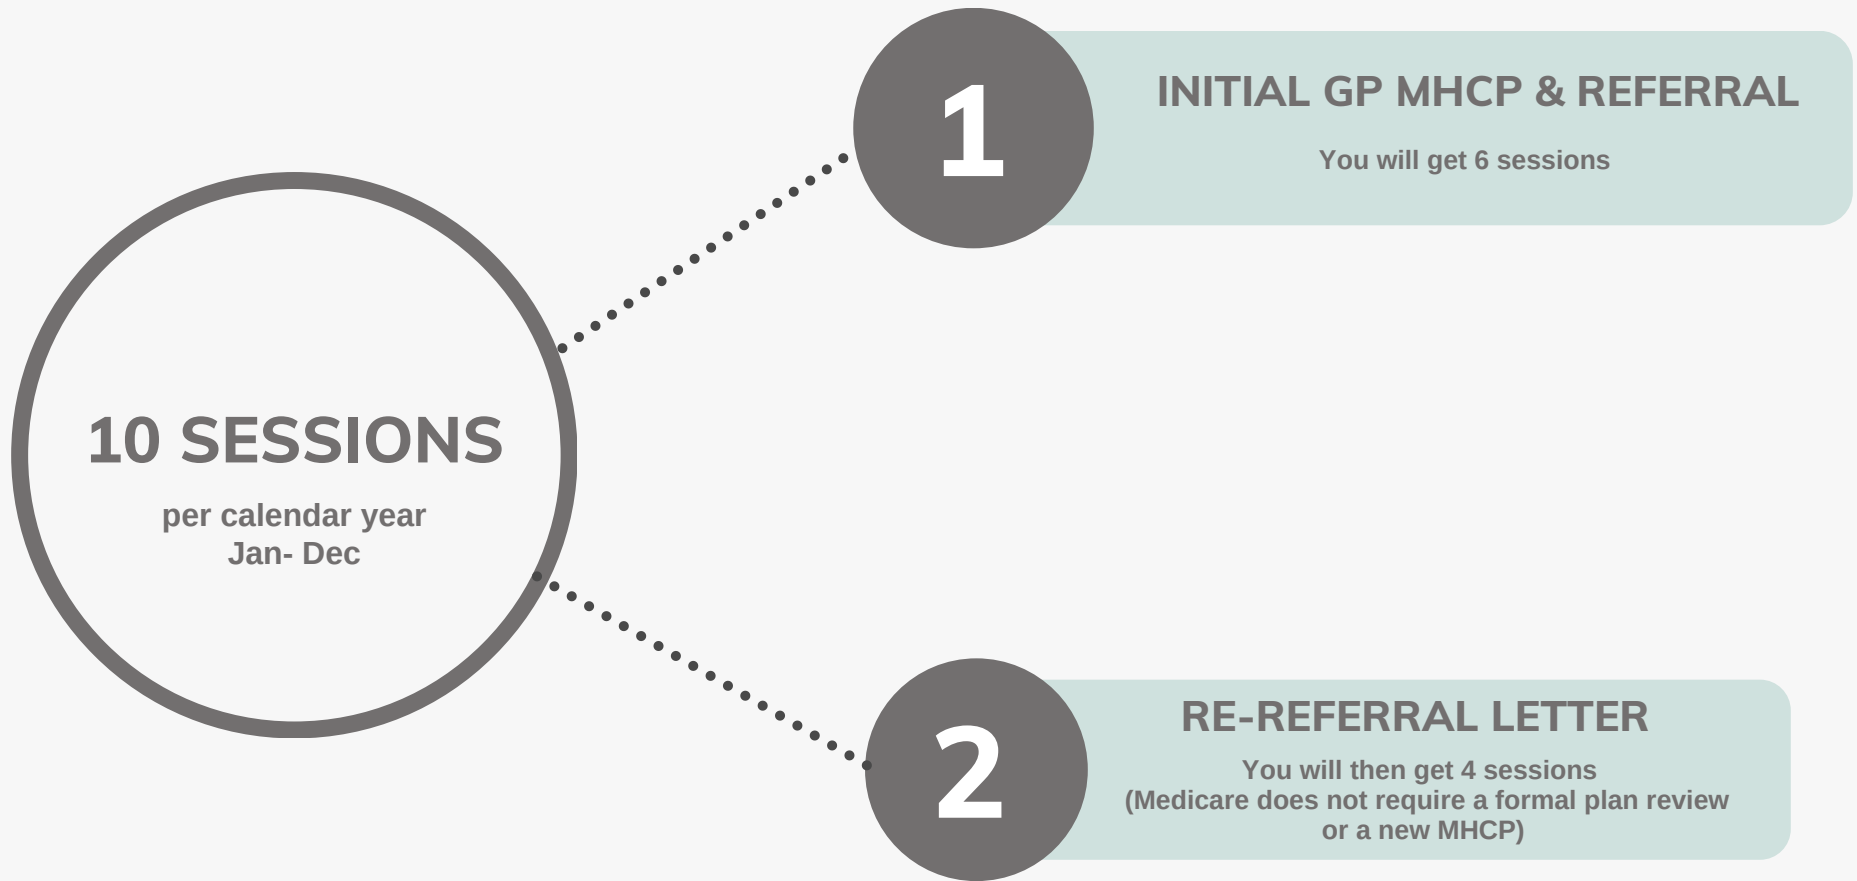 1
INITIAL GP MHCP & REFERRAL
You will get 6 sessions
10 SESSIONS
per calendar year
Jan- Dec
2
RE-REFERRAL LETTER
You will then get 4 sessions
(Medicare does not require a formal plan review
or a new MHCP)